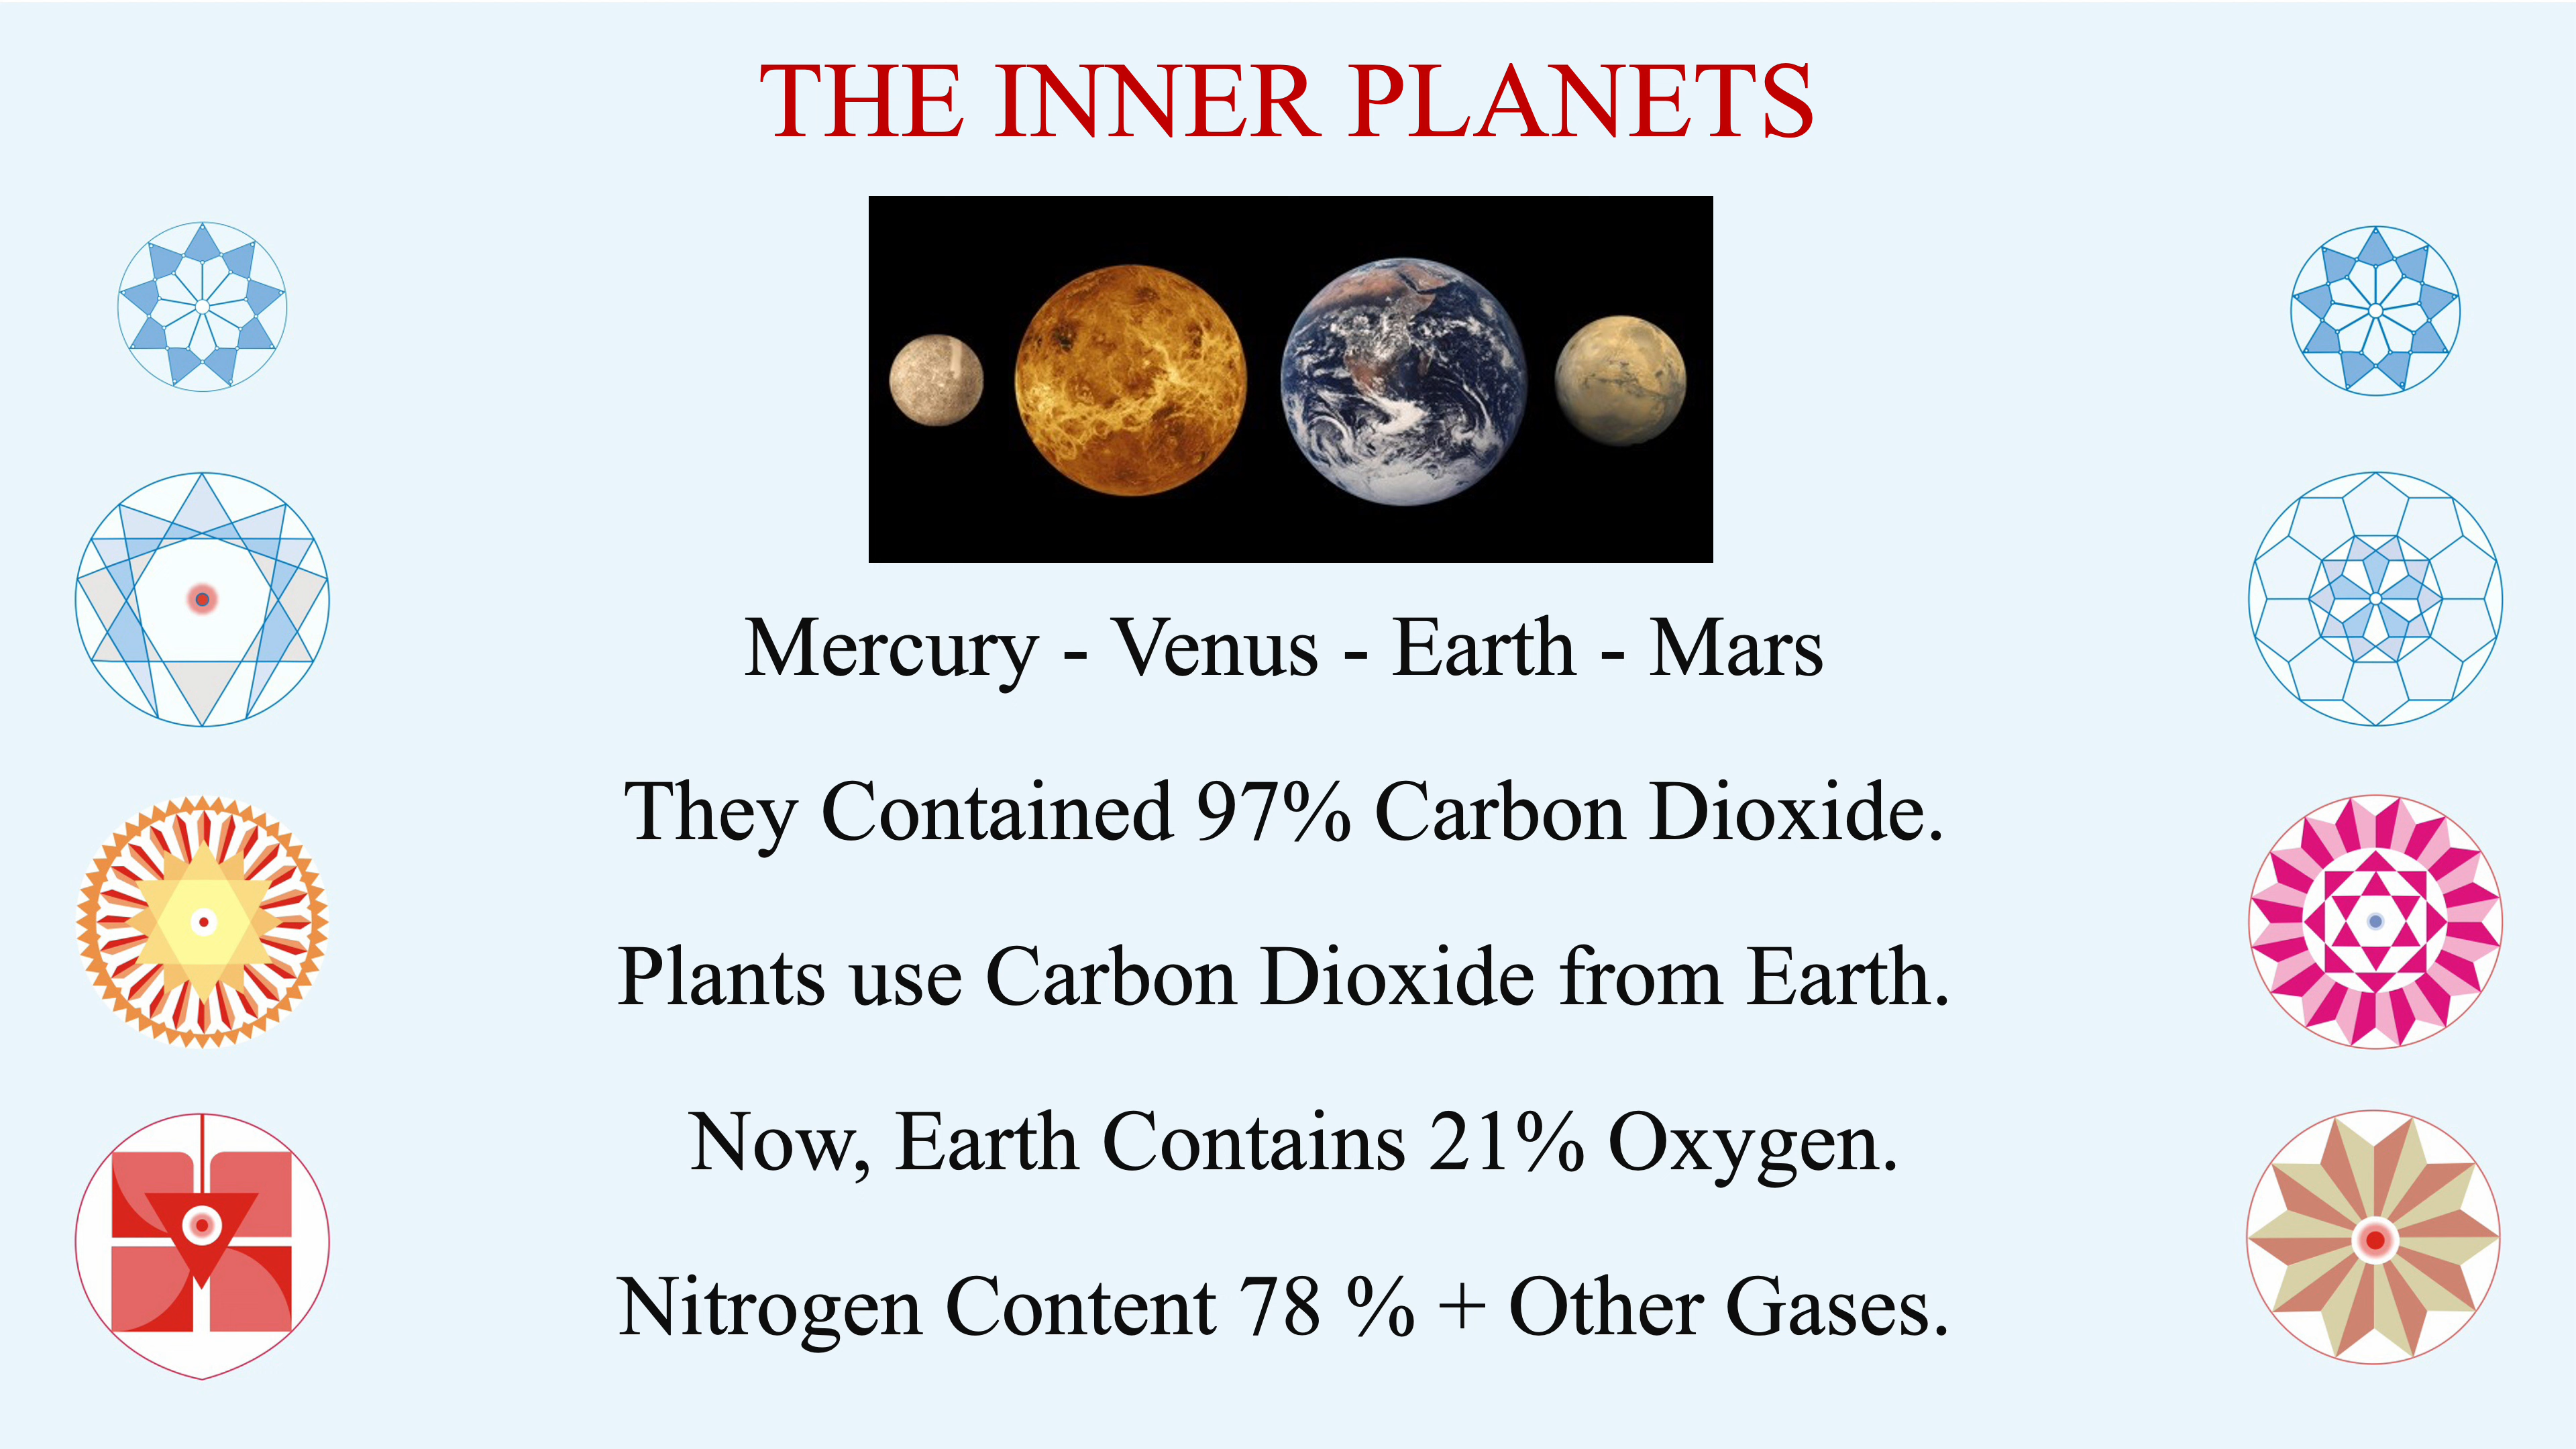 THE INNER PLANETS
Mercury - Venus - Earth - Mars
They Contained 97% Carbon Dioxide.
Plants use Carbon Dioxide from Earth.
Now, Earth Contains 21% Oxygen.
Nitrogen Content 78 % + Other Gases.